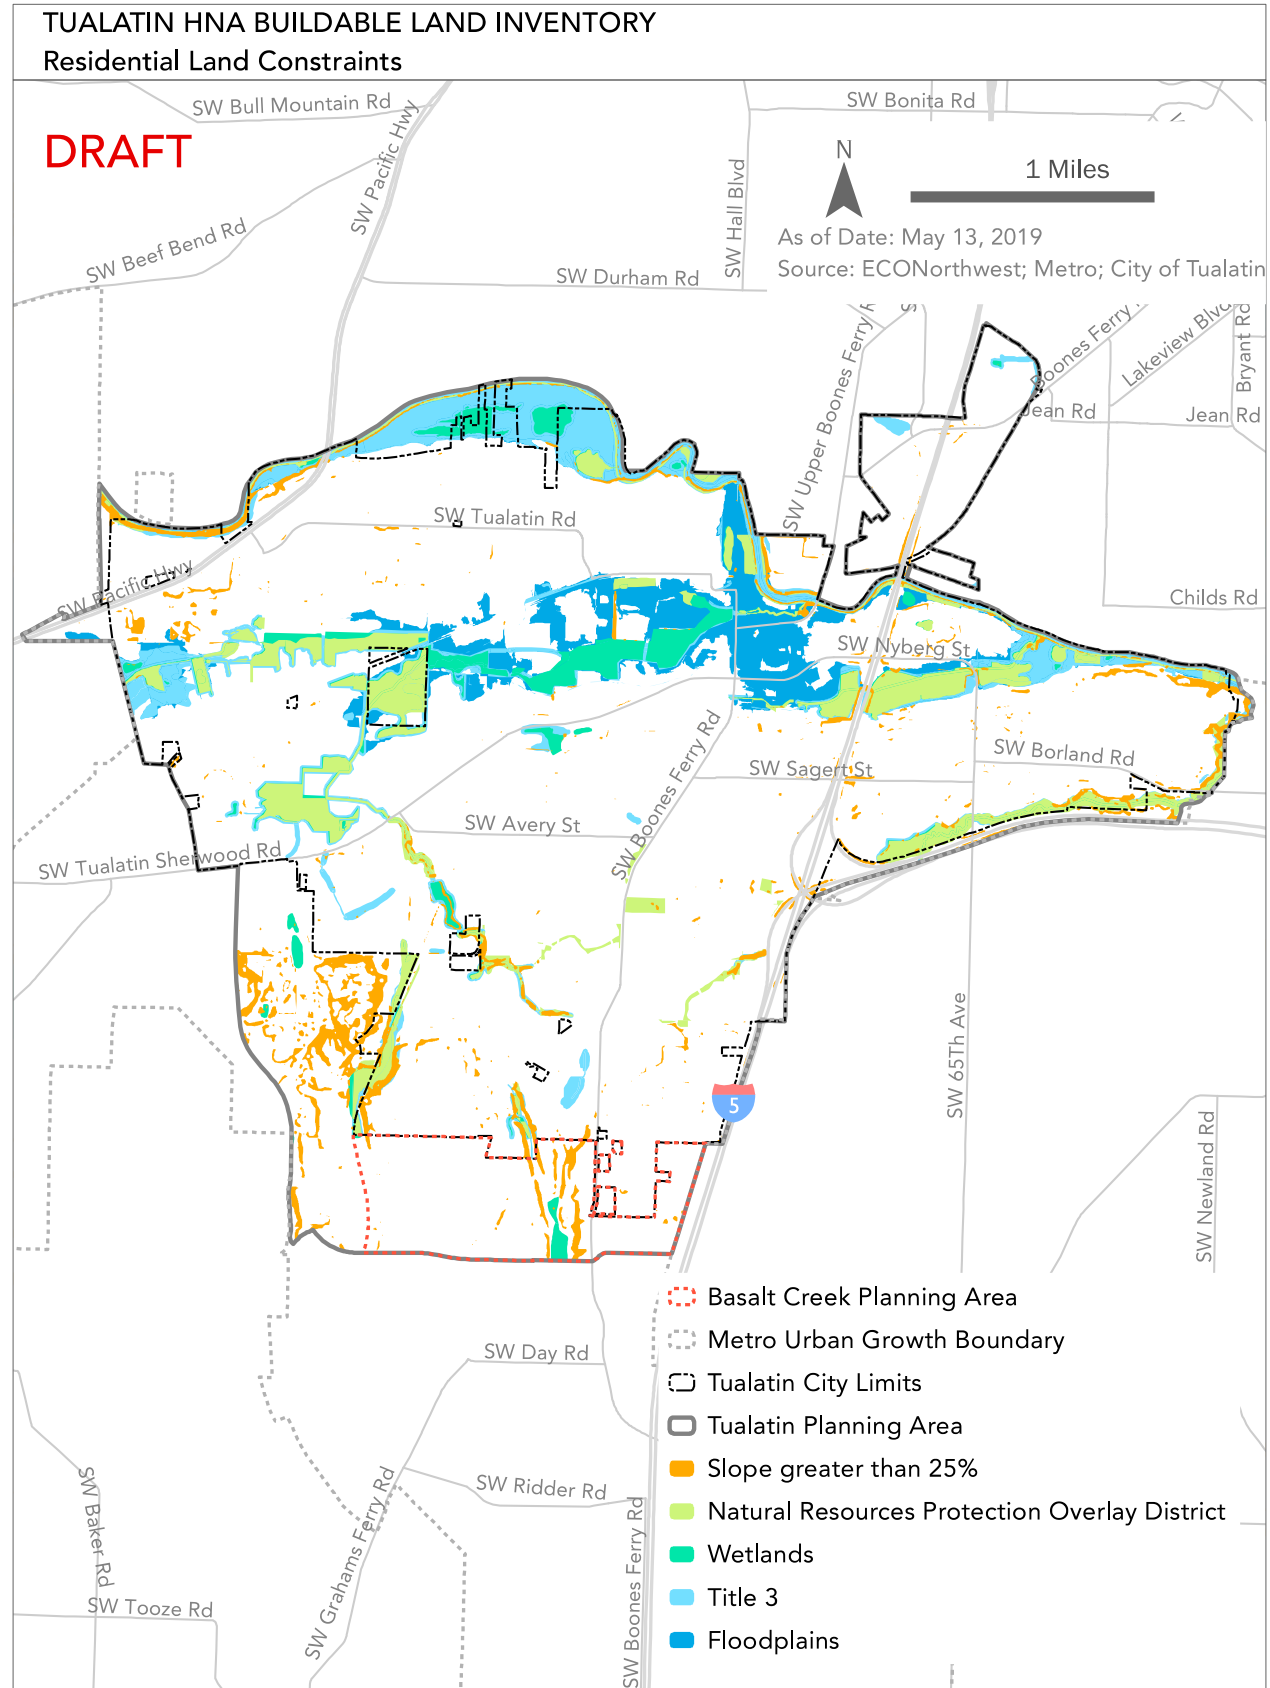 TUALATIN HNA BUILDABLE LAND INVENTORY
Residential Land Constraints
SW Bull Mountain Rd
SW Bonita Rd
DRAFT
SW Pacific Hwy
SW Hall Blvd
N
1 Miles
As of Date: May 13, 2019
Source: ECONorthwest; Metro; City of Tualatin
SW Beef Bend Rd
SW Durham Rd
SW Upper Boones Ferry
Boones Ferry
Lakeview Blvd
Bryant Rd
Jean Rd
Jean Rd
SW Tualatin Rd
SW Pacific Hwy
Childs Rd
SW Nyberg St
SW Boones Ferry Rd
SW Borland Rd
SW Sagert St
SW Avery St
SW Tualatin Sherwood Rd
SW 65Th Ave
5
SW Newland Rd
Basalt Creek Planning Area
Metro Urban Growth Boundary
Tualatin City Limits
Tualatin Planning Area
Slope greater than 25%
Natural Resources Protection Overlay District
Wetlands
Title 3
Floodplains
SW Day Rd
SW Ridder Rd
SW Baker Rd
SW Grahams Ferry Rd
SW Boones Ferry Rd
SW Tooze Rd